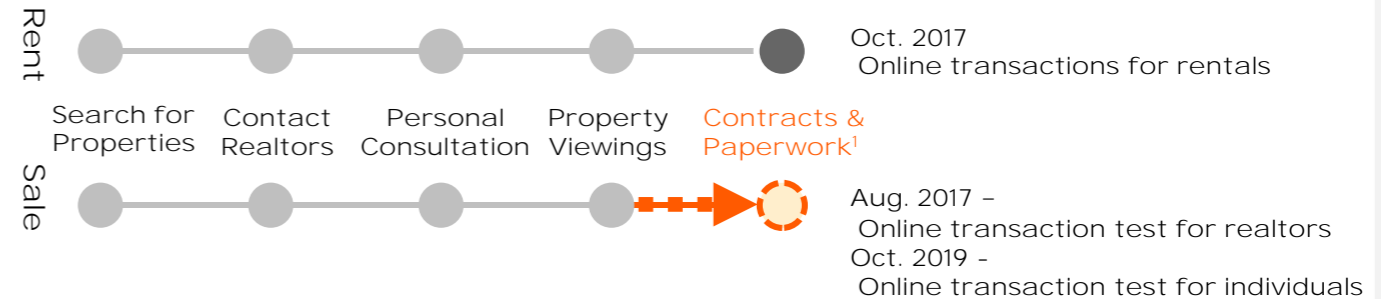 Rent
Oct. 2017
Online transactions for rentals
Search for
Properties
Contact
Realtors
Personal
Consultation
Property
Viewings
Contracts &
Paperwork¹
Sale
Aug. 2017 –
Online transaction test for realtors
Oct. 2019 -
Online transaction test for individuals